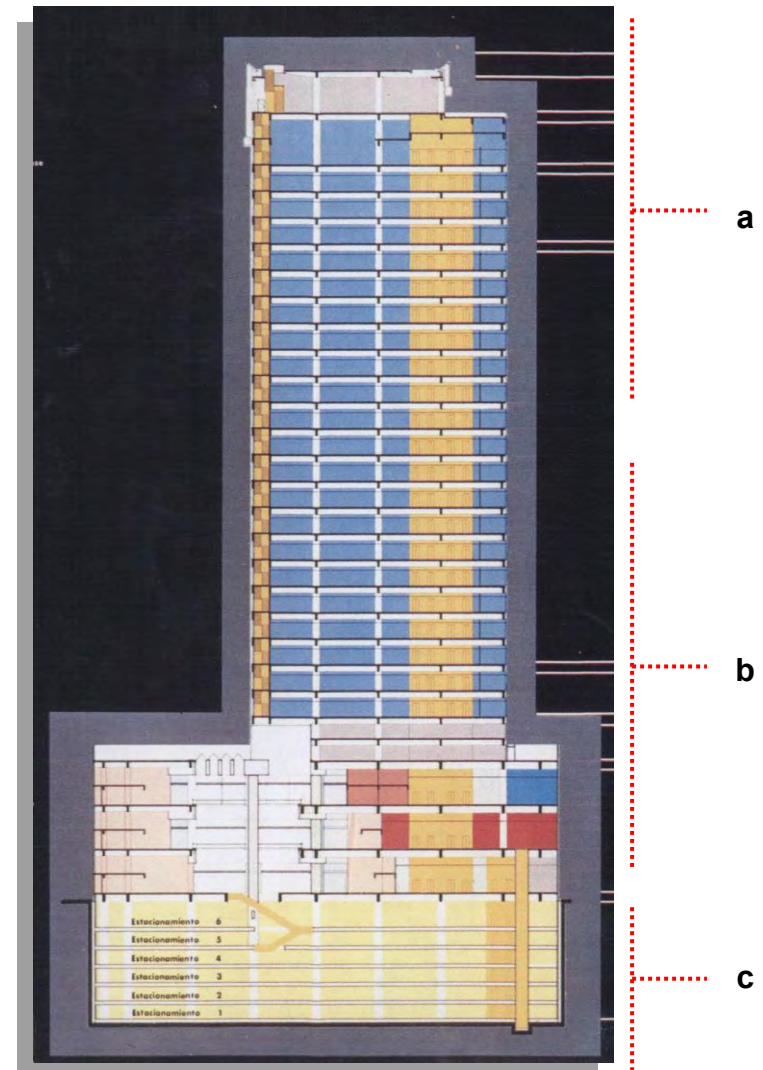 a
b
Estacionamiento 6
Estacionamiento 5
Estacionamiento 4
Estacionamiento 3
Estacionamiento 2
Estacionamiento 1
c